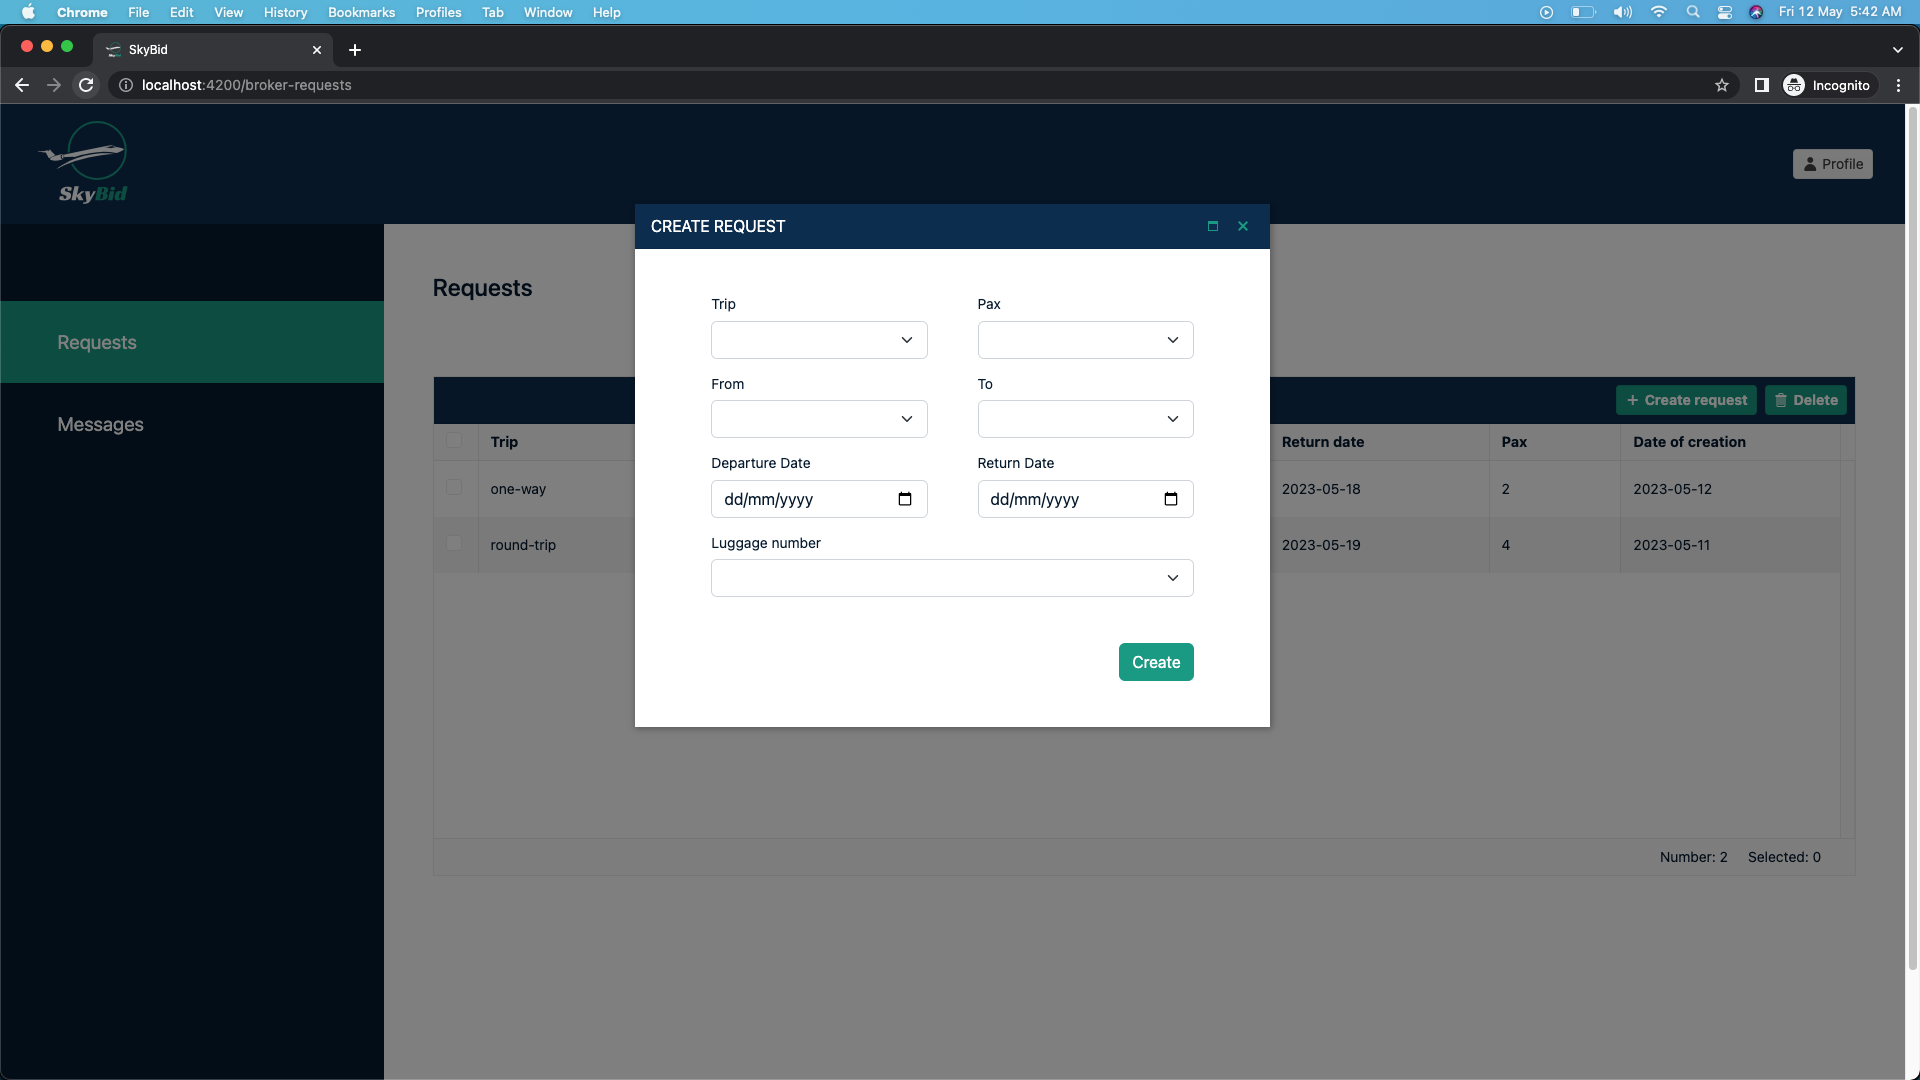 Chrome File Edit View History Bookmarks Profiles Tab Window Help Fri 12 May 5:42 AM
SkyBid
localhost:4200/broker-requests Incognito
SkyBid
Profile
CREATE REQUEST
Requests
Requests
Messages
Trip Pax
From To
Departure Date Return Date
dd/mm/yyyy dd/mm/yyyy
Luggage number
Create
+ Create request Delete
Trip Return date Pax Date of creation
one-way 2023-05-18 2 2023-05-12
round-trip 2023-05-19 4 2023-05-11
Number: 2 Selected: 0